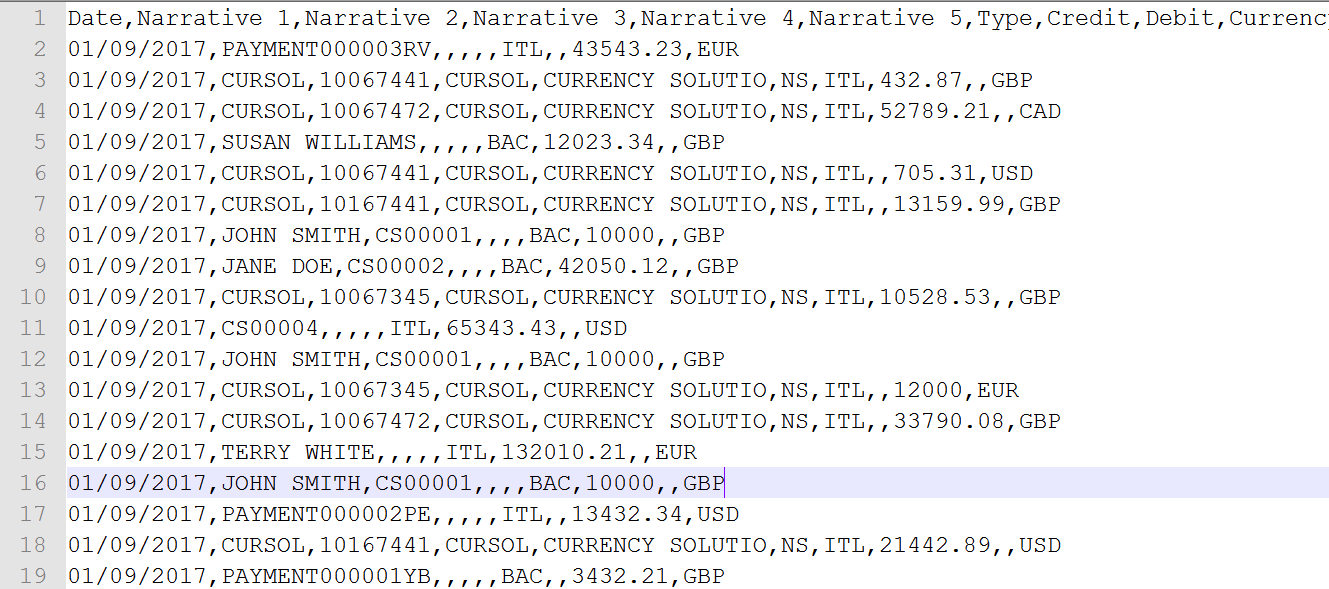 1 Date,Narrative 1,Narrative 2,Narrative 3,Narrative 4,Narrative 5,Type,Credit,Debit,Currenc
2 01/09/2017,PAYMENT000003RV,,,,,ITL,,43543.23,EUR
3 01/09/2017,CURSOL,10067441,CURSOL,CURRENCY SOLUTIO,NS,ITL,432.87,,GBP
4 01/09/2017,CURSOL,10067472,CURSOL,CURRENCY SOLUTIO,NS,ITL,52789.21,,CAD
5 01/09/2017,SUSAN WILLIAMS,,,,,BAC,12023.34,,GBP
6 01/09/2017,CURSOL,10067441,CURSOL,CURRENCY SOLUTIO,NS,ITL,,705.31,USD
7 01/09/2017,CURSOL,10167441,CURSOL,CURRENCY SOLUTIO,NS,ITL,,13159.99,GBP
8 01/09/2017,JOHN SMITH,CS00001,,,,BAC,10000,,GBP
9 01/09/2017,JANE DOE,CS00002,,,,BAC,42050.12,,GBP
10 01/09/2017,CURSOL,10067345,CURSOL,CURRENCY SOLUTIO,NS,ITL,10528.53,,GBP
11 01/09/2017,CS00004,,,,,ITL,65343.43,,USD
12 01/09/2017,JOHN SMITH,CS00001,,,,BAC,10000,,GBP
13 01/09/2017,CURSOL,10067345,CURSOL,CURRENCY SOLUTIO,NS,ITL,,12000,EUR
14 01/09/2017,CURSOL,10067472,CURSOL,CURRENCY SOLUTIO,NS,ITL,,33790.08,GBP
15 01/09/2017,TERRY WHITE,,,,,ITL,132010.21,,EUR
16 01/09/2017,JOHN SMITH,CS00001,,,,BAC,10000,,GBP
17 01/09/2017,PAYMENT000002PE,,,,,ITL,,13432.34,USD
18 01/09/2017,CURSOL,10167441,CURSOL,CURRENCY SOLUTIO,NS,ITL,21442.89,,USD
19 01/09/2017,PAYMENT000001YB,,,,,BAC,,3432.21,GBP